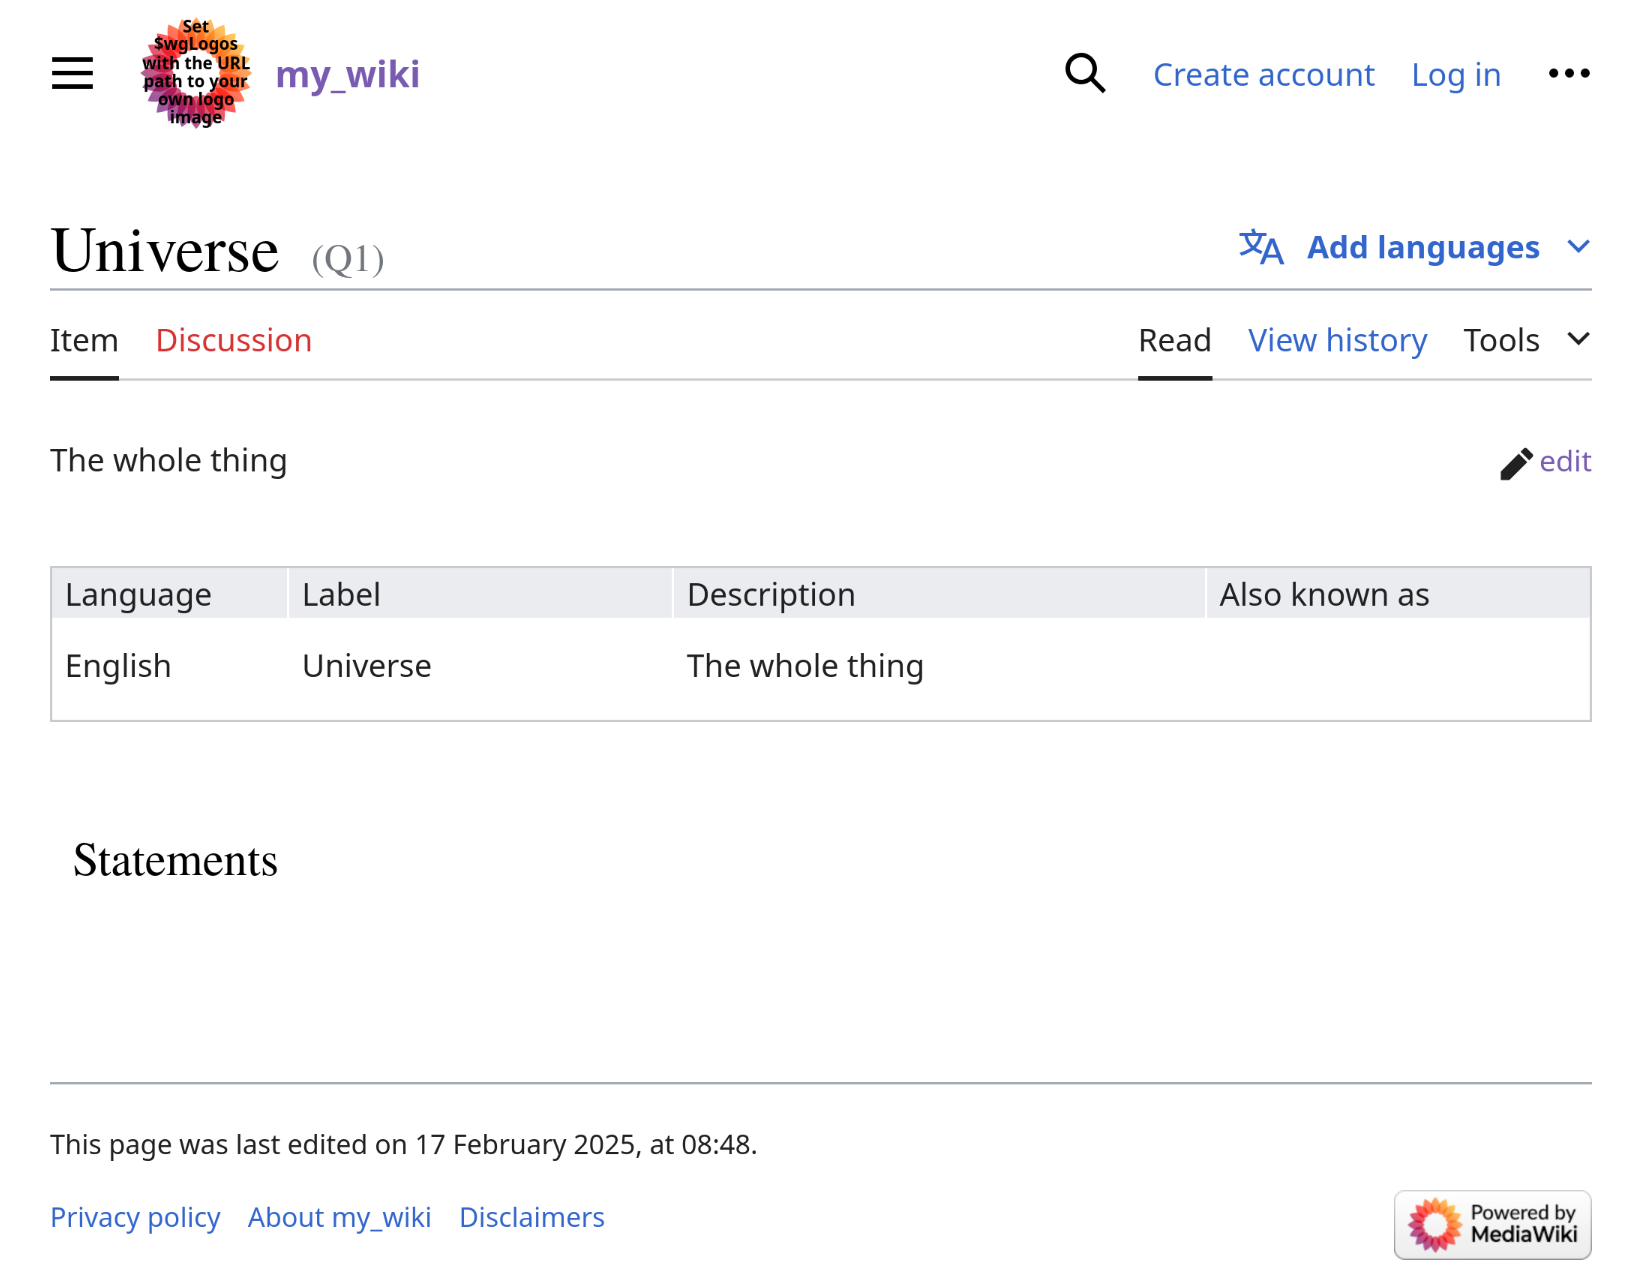 Set
$wgLogos
with the URL
path to your
own logo
image
my_wiki
Create account Log in
Universe (Q1)
Add languages
Item Discussion
Read View history Tools
The whole thing
edit
Language Label Description Also known as
English Universe The whole thing
Statements
This page was last edited on 17 February 2025, at 08:48.
Privacy policy About my_wiki Disclaimers
Powered by
MediaWiki